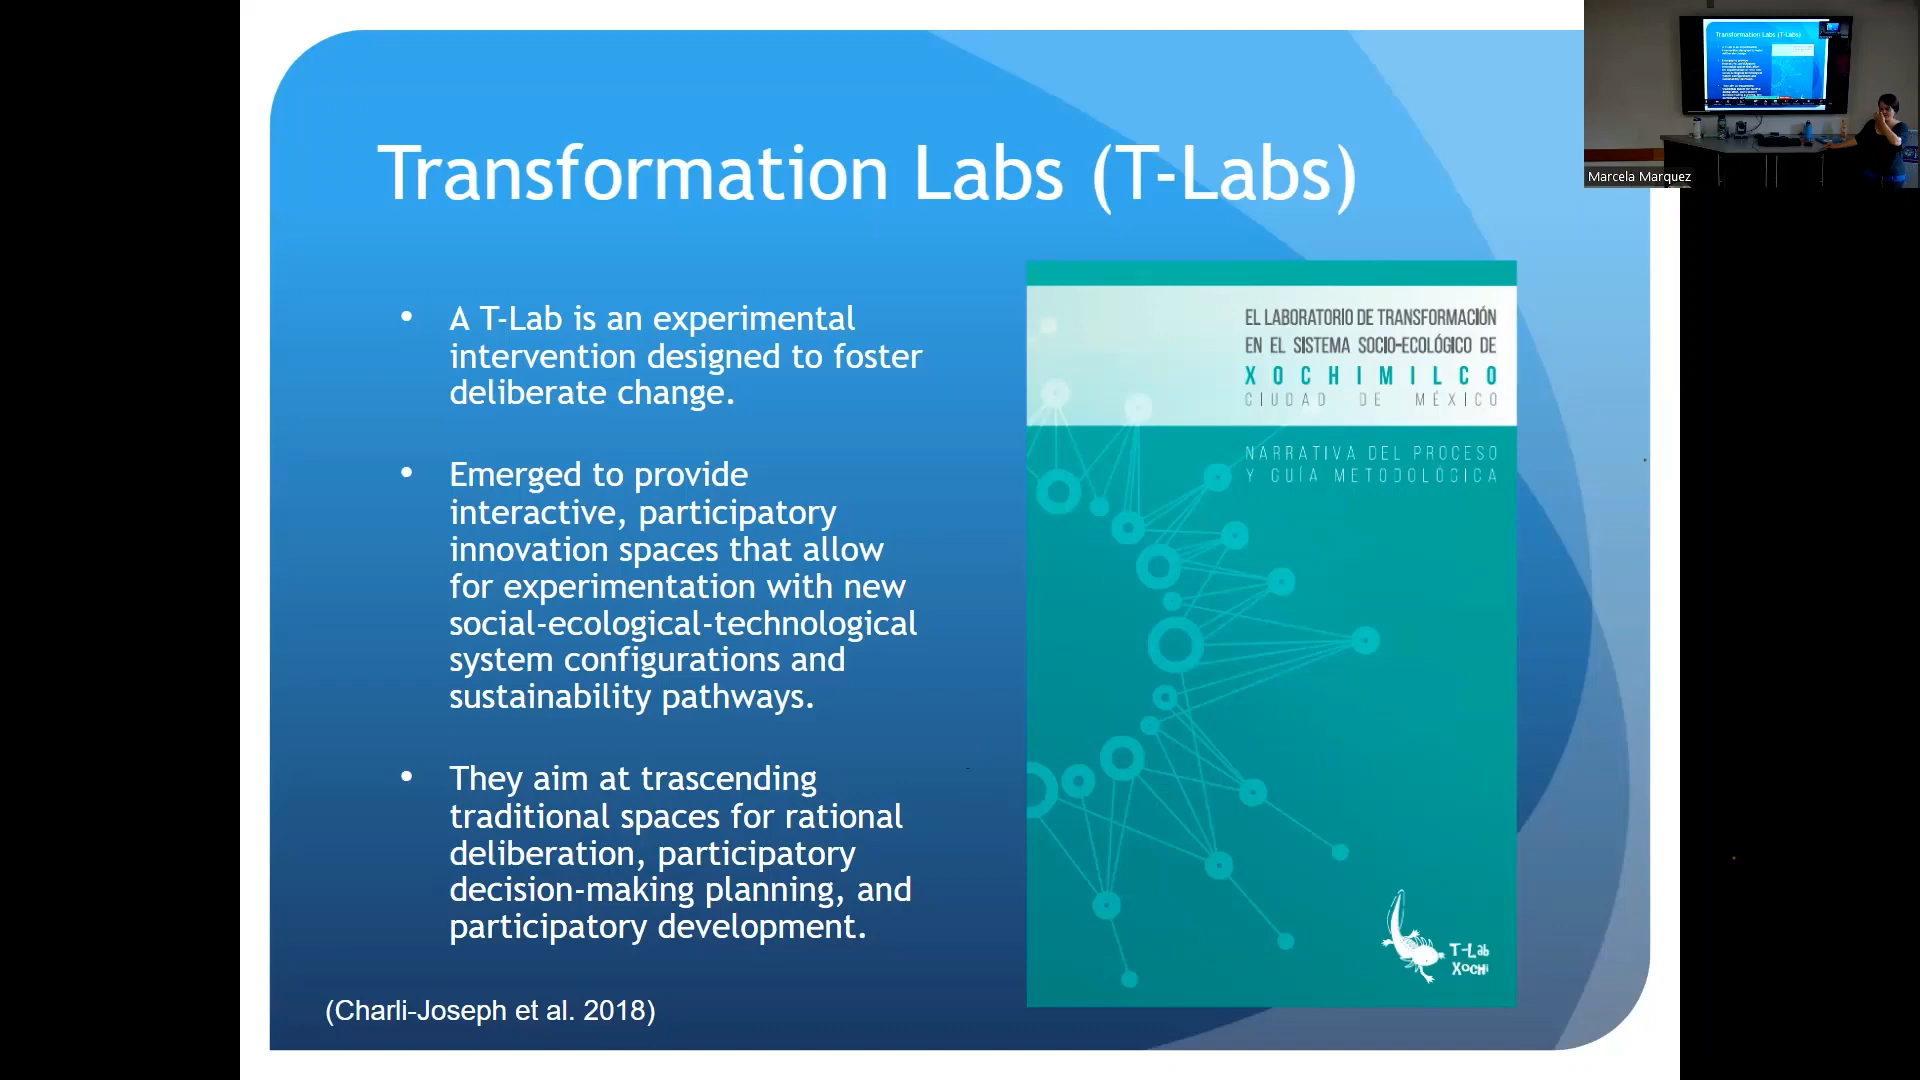 Transformation Labs (T-Labs)
A T-Lab is an experimental
intervention designed to foster
deliberate change.
Emerged to provide
interactive, participatory
innovation spaces that allow
for experimentation with new
social-ecological-technological
system configurations and
sustainability pathways.
They aim at trascending
traditional spaces for rational
deliberation, participatory
decision-making planning, and
participatory development.
(Charli-Joseph et al. 2018)
EL LABORATORIO DE TRANSFORMACIÓN
EN EL SISTEMA SOCIO-ECOLÓGICO DE
XOCHIMILCO
CIUDAD DE MÉXICO
NARRATIVA DEL PROCESO
Y GUÍA METODOLÓGICA
T-Lab
Xochi
Transformation Labs (T-Labs)
Marcela Marquez